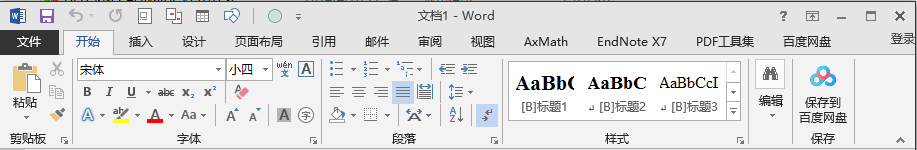 文档1 - Word
文件 开始 插入 设计 页面布局 引用 邮件 审阅 视图 AxMath EndNote X7 PDF工具集 百度网盘 登录
宋体 小四 wén 文 A
B I U abc X₂ X²
A aby A Aa A A A 字
AaBb( AaBbC AaBbCcI
[B]标题1 [B]标题2 [B]标题3
粘贴
编辑
保存到
百度网盘
剪贴板 字体 段落 样式 保存